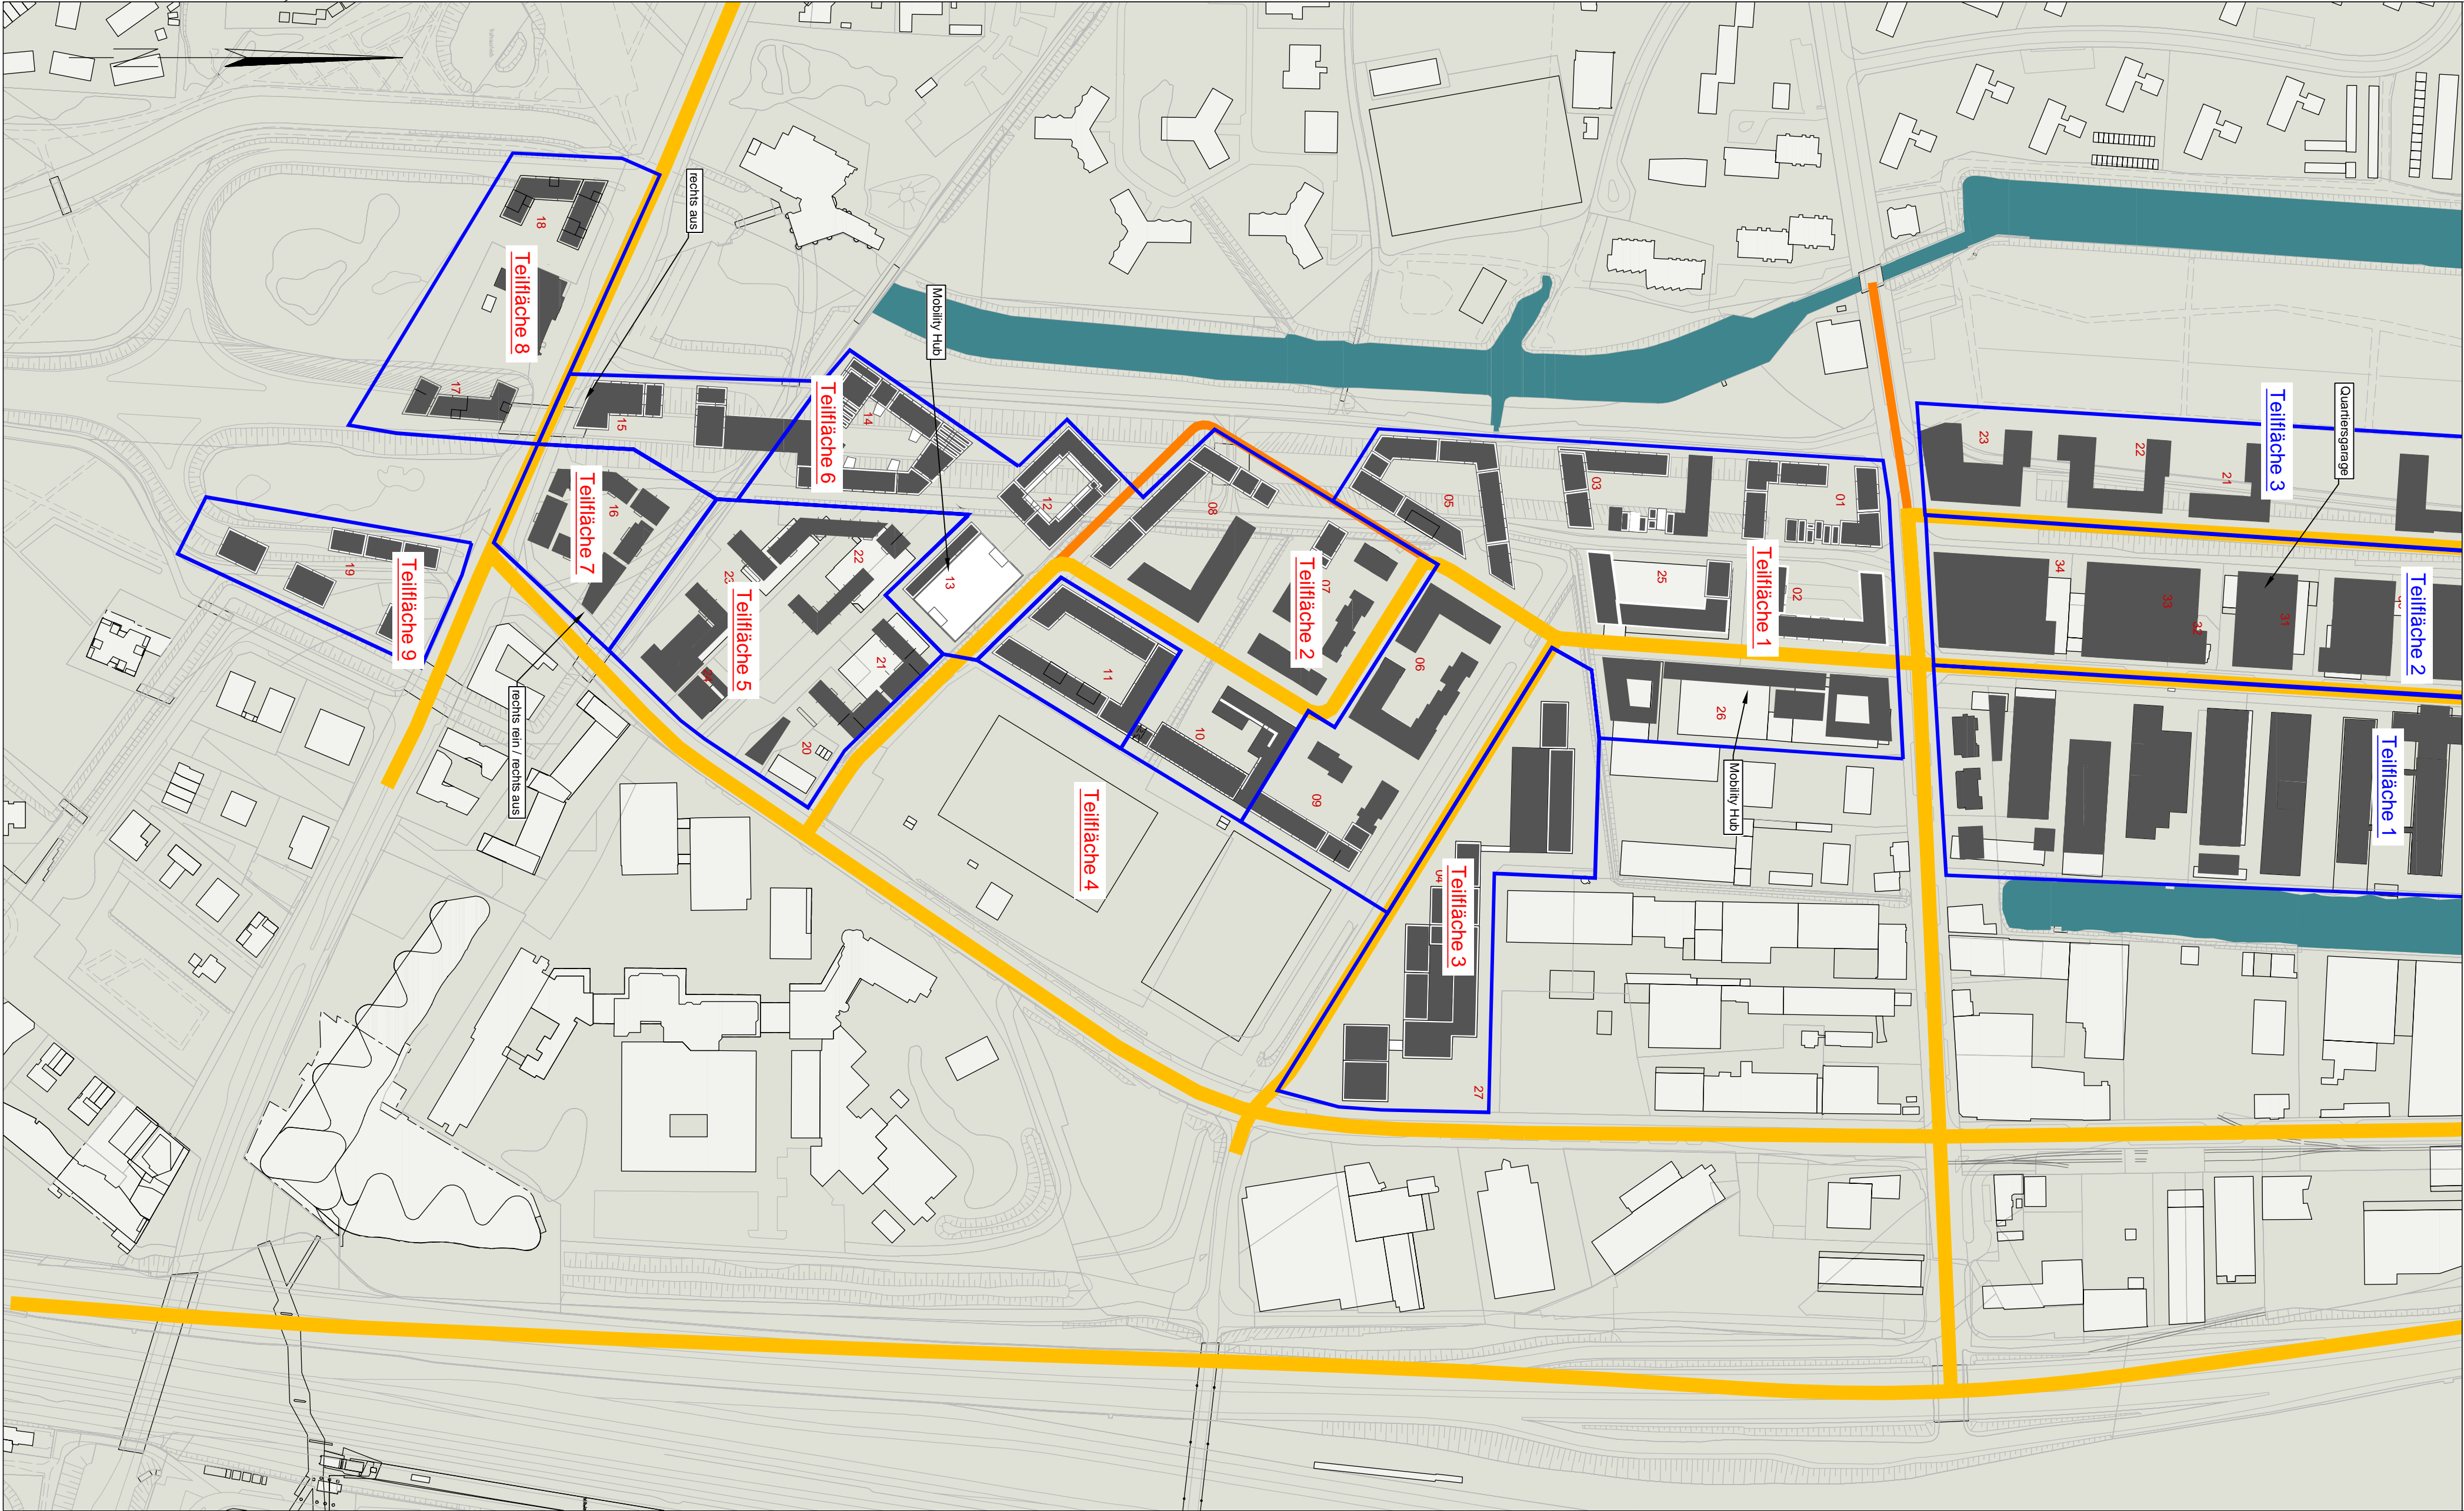 rechts aus
Mobility Hub
Quartiersgarage
Teilfläche 3
Teilfläche 2
Teilfläche 1
Teilfläche 8
Teilfläche 6
Teilfläche 7
Teilfläche 9
Teilfläche 5
Teilfläche 2
Teilfläche 1
Teilfläche 4
Teilfläche 3
rechts rein / rechts aus
Mobility Hub
18
17
15
14
16
19
12
13
22
21
20
08
07
05
03
01
25
02
26
06
11
10
09
04
27
23
22
21
34
33
32
31